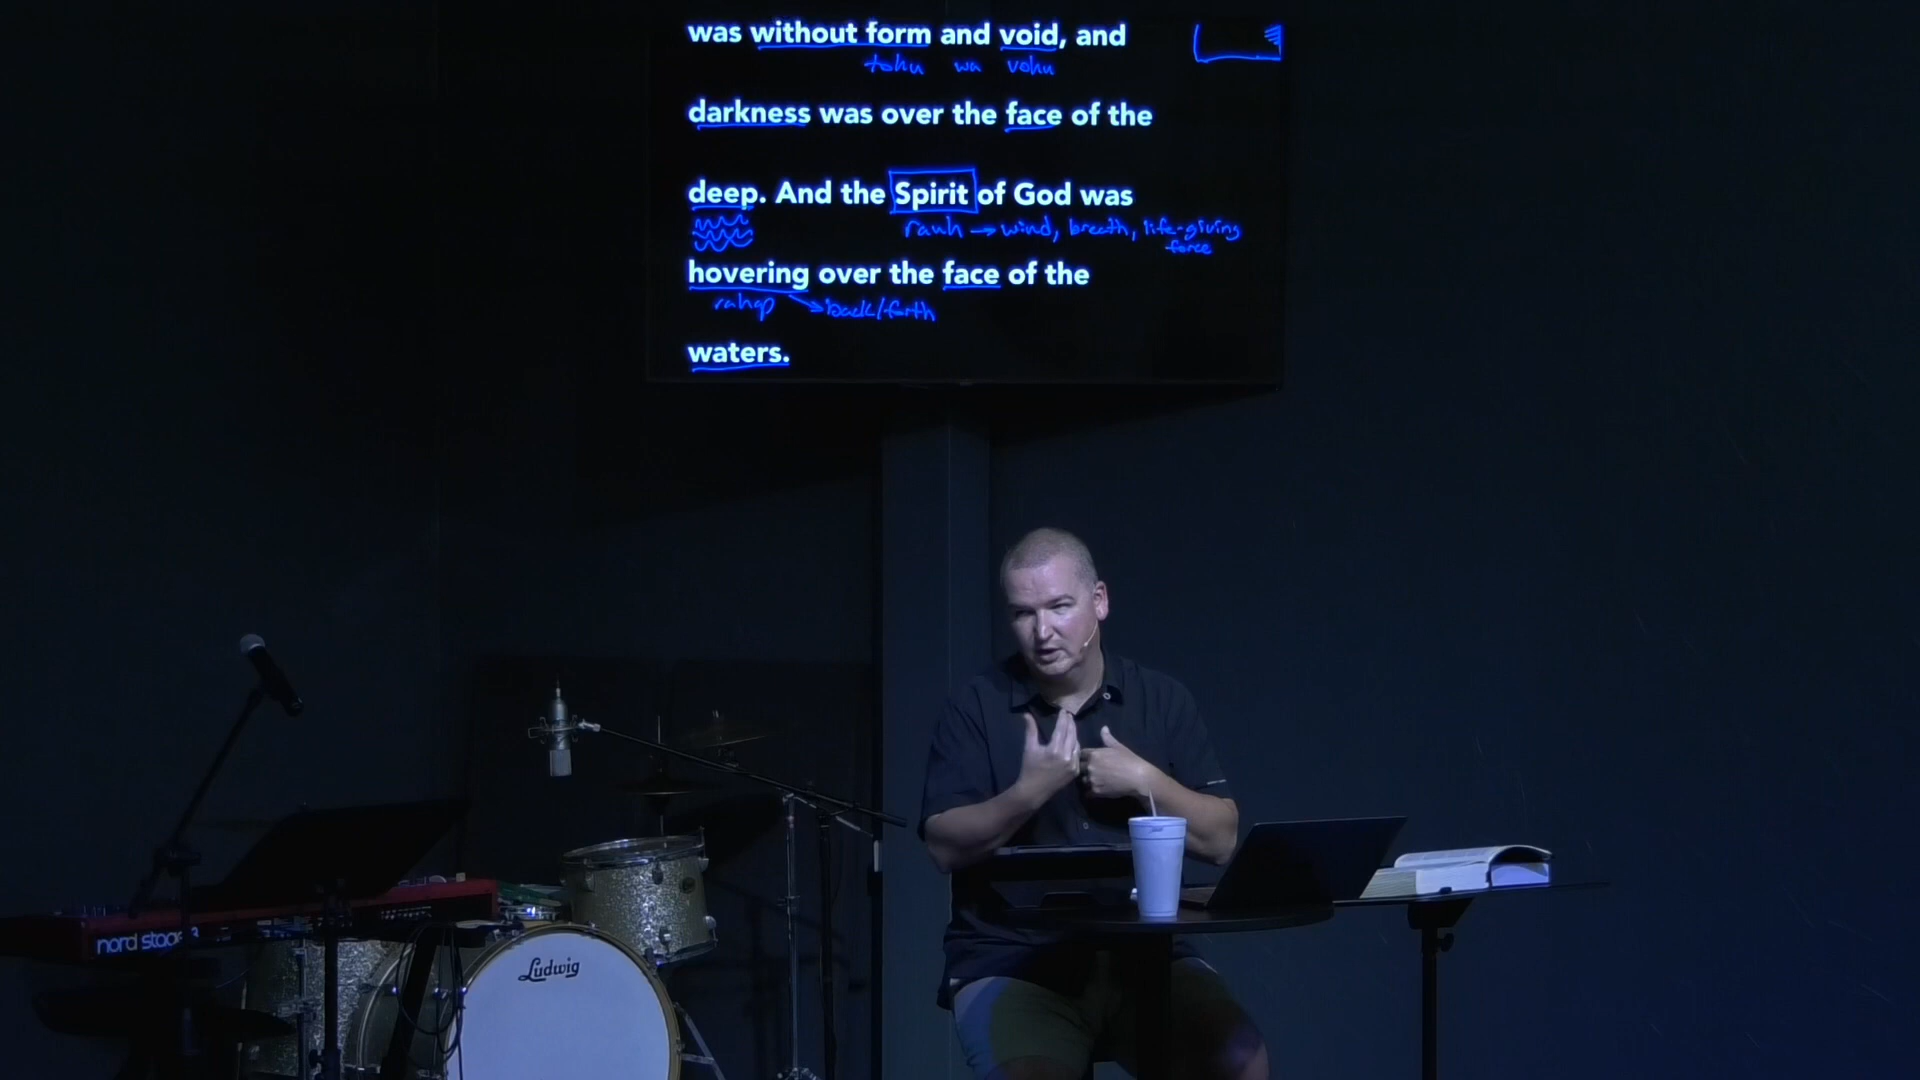 was without form and void, and
tohu wa vohu
darkness was over the face of the
deep. And the Spirit of God was
ruah → wind, breath, life-giving
force
hovering over the face of the
rahap → back/forth
waters.
nord stage 3
Ludwig